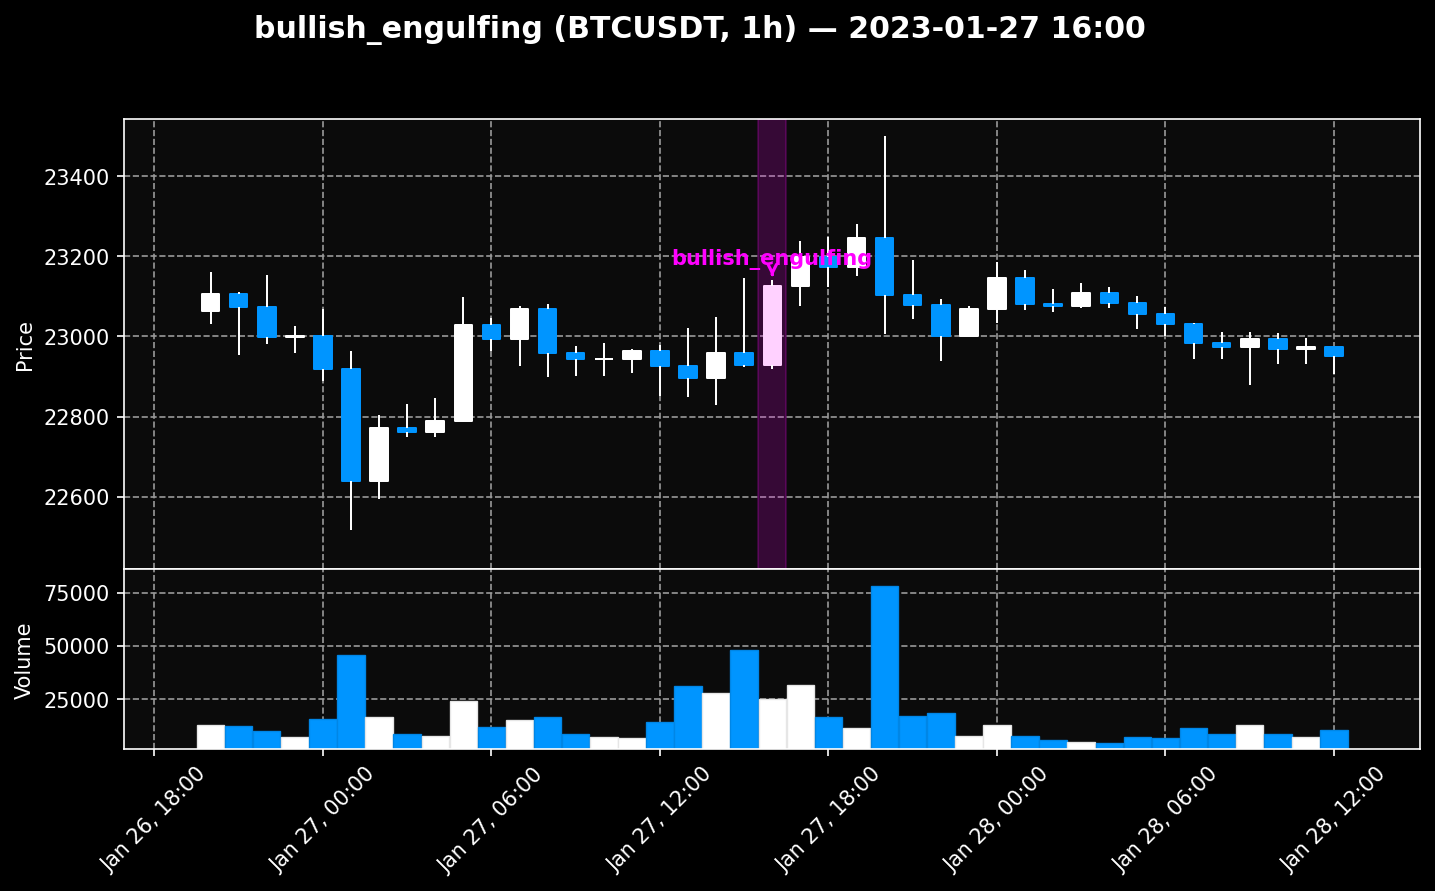 bullish_engulfing (BTCUSDT, 1h) — 2023-01-27 16:00
Price
23400
23200
23000
22800
22600
bullish_engulfing
Volume
75000
50000
25000
Jan 26, 18:00
Jan 27, 00:00
Jan 27, 06:00
Jan 27, 12:00
Jan 27, 18:00
Jan 28, 00:00
Jan 28, 06:00
Jan 28, 12:00